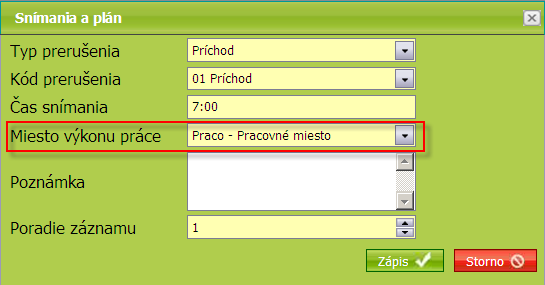 Snímania a plán
Typ prerušenia Príchod
Kód prerušenia 01 Príchod
Čas snímania 7:00
Miesto výkonu práce Praco - Pracovné miesto
Poznámka
Poradie záznamu 1
Zápis Storno